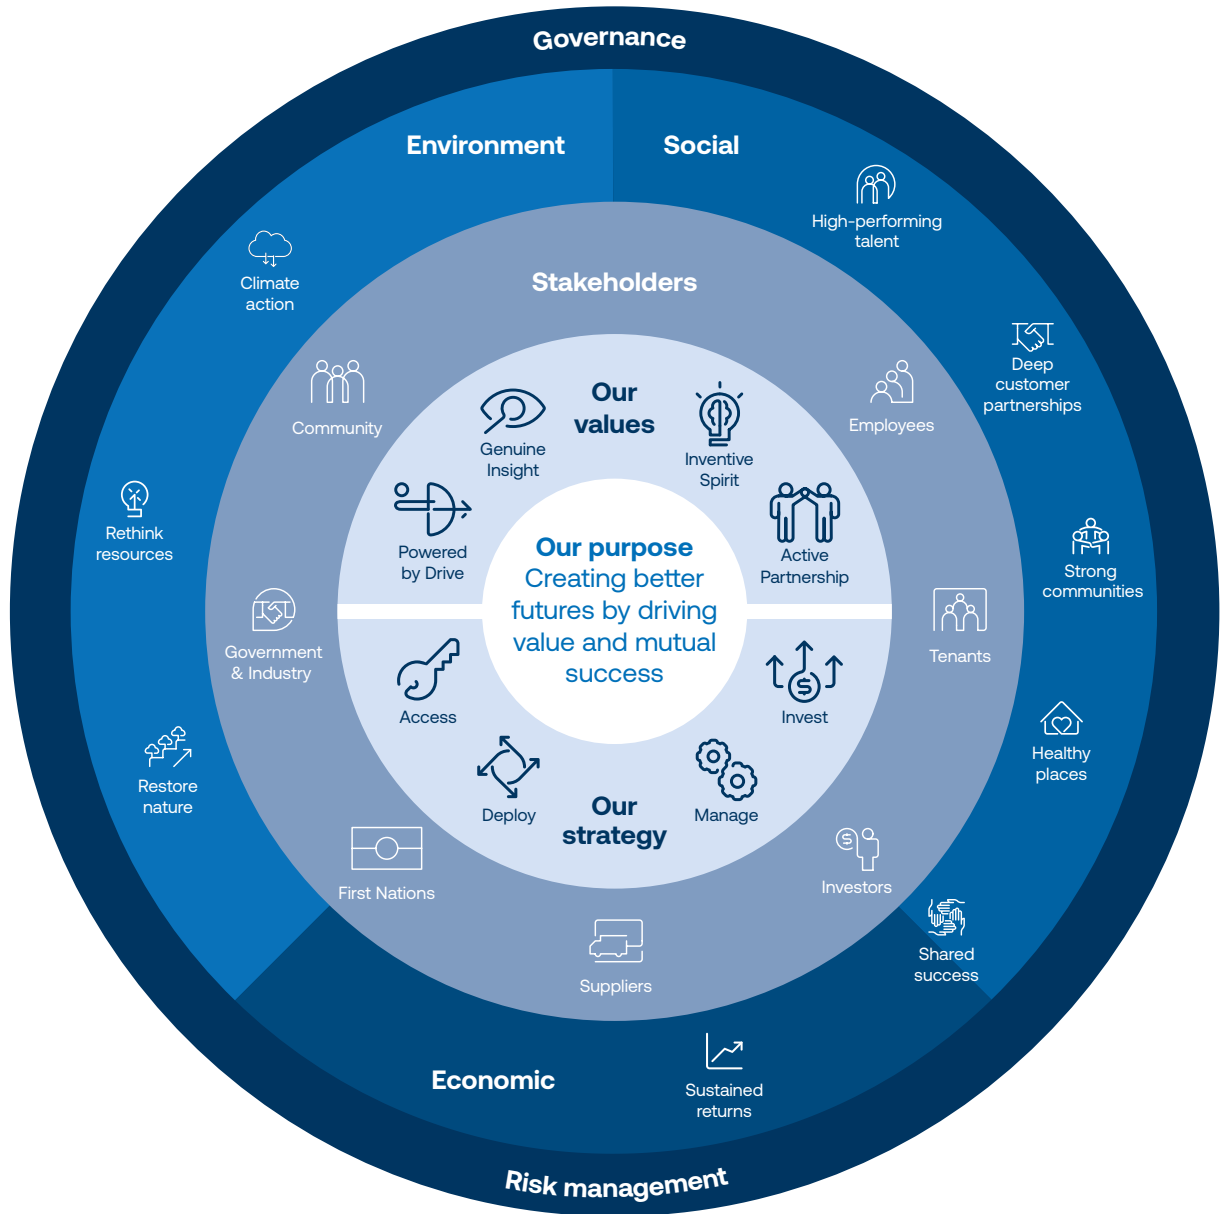 Governance
Environment
Social
High-performing
talent
Climate
action
Stakeholders
Deep
customer
partnerships
Community
Employees
Our
values
Genuine
Insight
Inventive
Spirit
Rethink
resources
Powered
by Drive
Active
Partnership
Strong
communities
Our purpose
Creating better
futures by driving
value and mutual
success
Government
& Industry
Tenants
Access
Invest
Healthy
places
Restore
nature
Deploy
Our
strategy
Manage
First Nations
Investors
Shared
success
Suppliers
Economic
Sustained
returns
Risk management